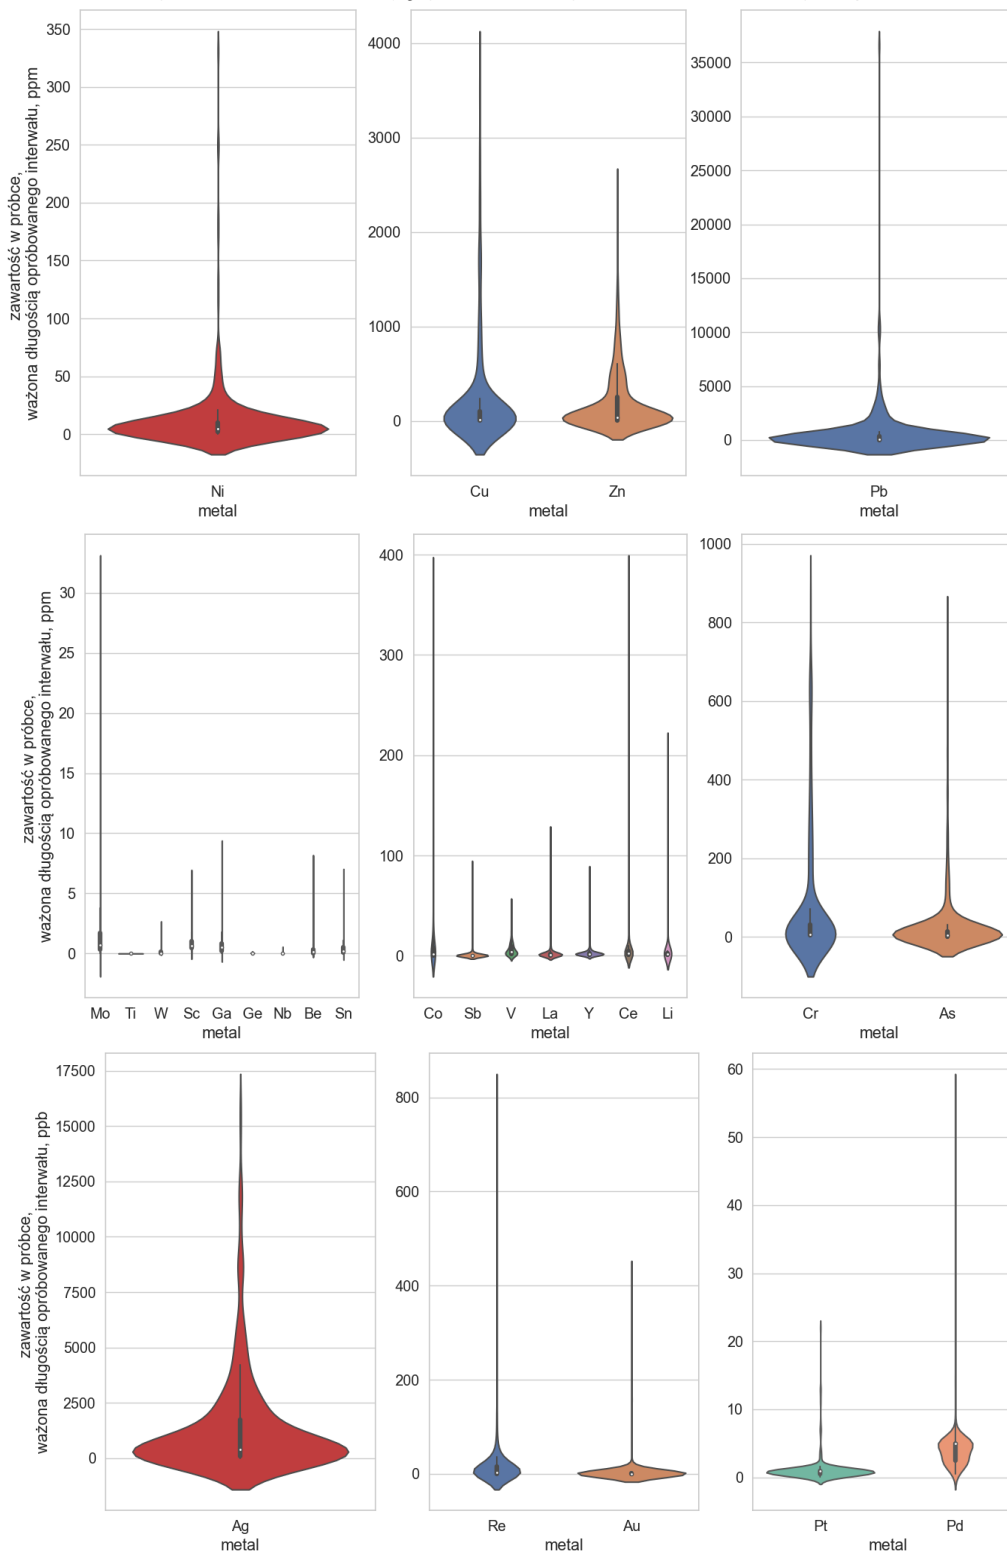 350
300
250
200
150
100
50
0
zawartość w próbce,
ważona długością opróbowanego interwału, ppm
Ni
metal
4000
3000
2000
1000
0
Cu Zn
metal
35000
30000
25000
20000
15000
10000
5000
0
Pb
metal
30
25
20
15
10
5
0
zawartość w próbce,
ważona długością opróbowanego interwału, ppm
Mo Ti W Sc Ga Ge Nb Be Sn
metal
400
300
200
100
0
Co Sb V La Y Ce Li
metal
1000
800
600
400
200
0
Cr As
metal
17500
15000
12500
10000
7500
5000
2500
0
zawartość w próbce,
ważona długością opróbowanego interwału, ppb
Ag
metal
800
600
400
200
0
Re Au
metal
60
50
40
30
20
10
0
Pt Pd
metal